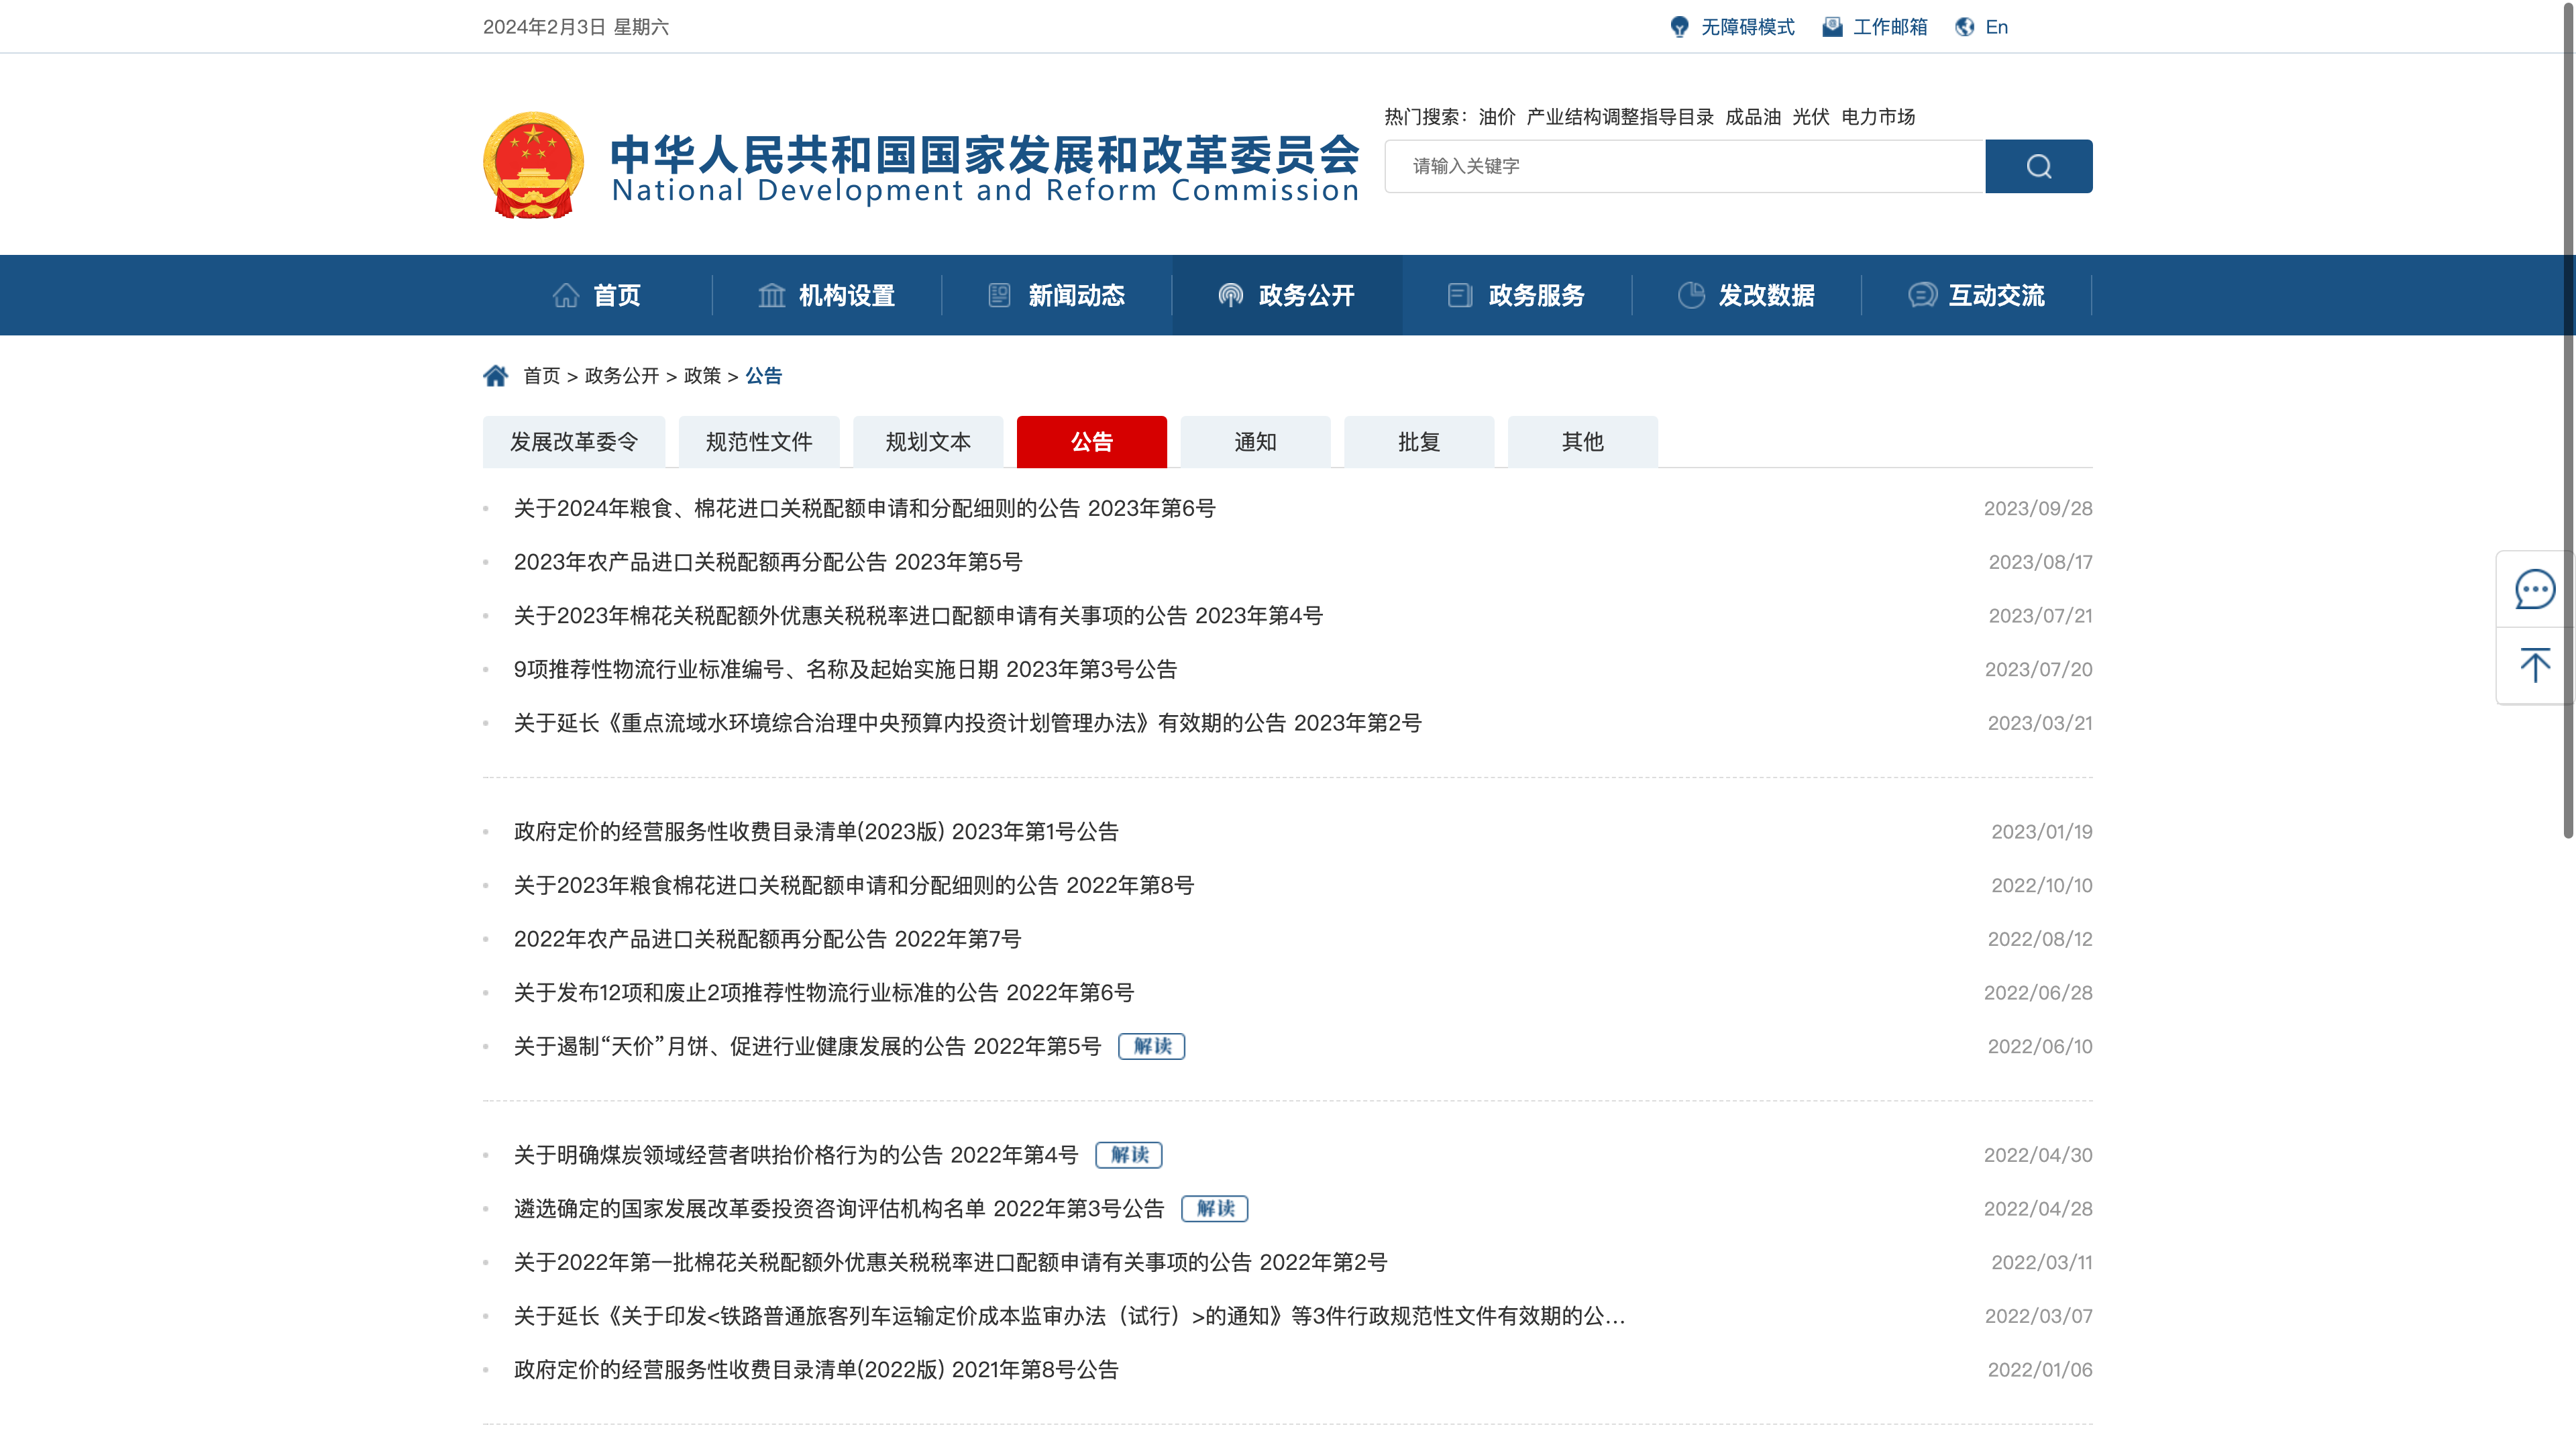 2024年2月3日 星期六
无障碍模式 工作邮箱 En
热门搜索：油价 产业结构调整指导目录 成品油 光伏 电力市场
中华人民共和国国家发展和改革委员会
National Development and Reform Commission
请输入关键字
首页 机构设置 新闻动态 政务公开 政务服务 发改数据 互动交流
首页 > 政务公开 > 政策 > 公告
发展改革委令 规范性文件 规划文本 公告 通知 批复 其他
关于2024年粮食、棉花进口关税配额申请和分配细则的公告 2023年第6号 2023/09/28
2023年农产品进口关税配额再分配公告 2023年第5号 2023/08/17
关于2023年棉花关税配额外优惠关税税率进口配额申请有关事项的公告 2023年第4号 2023/07/21
9项推荐性物流行业标准编号、名称及起始实施日期 2023年第3号公告 2023/07/20
关于延长《重点流域水环境综合治理中央预算内投资计划管理办法》有效期的公告 2023年第2号 2023/03/21
政府定价的经营服务性收费目录清单(2023版) 2023年第1号公告 2023/01/19
关于2023年粮食棉花进口关税配额申请和分配细则的公告 2022年第8号 2022/10/10
2022年农产品进口关税配额再分配公告 2022年第7号 2022/08/12
关于发布12项和废止2项推荐性物流行业标准的公告 2022年第6号 2022/06/28
关于遏制“天价”月饼、促进行业健康发展的公告 2022年第5号 解读 2022/06/10
关于明确煤炭领域经营者哄抬价格行为的公告 2022年第4号 解读 2022/04/30
遴选确定的国家发展改革委投资咨询评估机构名单 2022年第3号公告 解读 2022/04/28
关于2022年第一批棉花关税配额外优惠关税税率进口配额申请有关事项的公告 2022年第2号 2022/03/11
关于延长《关于印发<铁路普通旅客列车运输定价成本监审办法（试行）>的通知》等3件行政规范性文件有效期的公... 2022/03/07
政府定价的经营服务性收费目录清单(2022版) 2021年第8号公告 2022/01/06